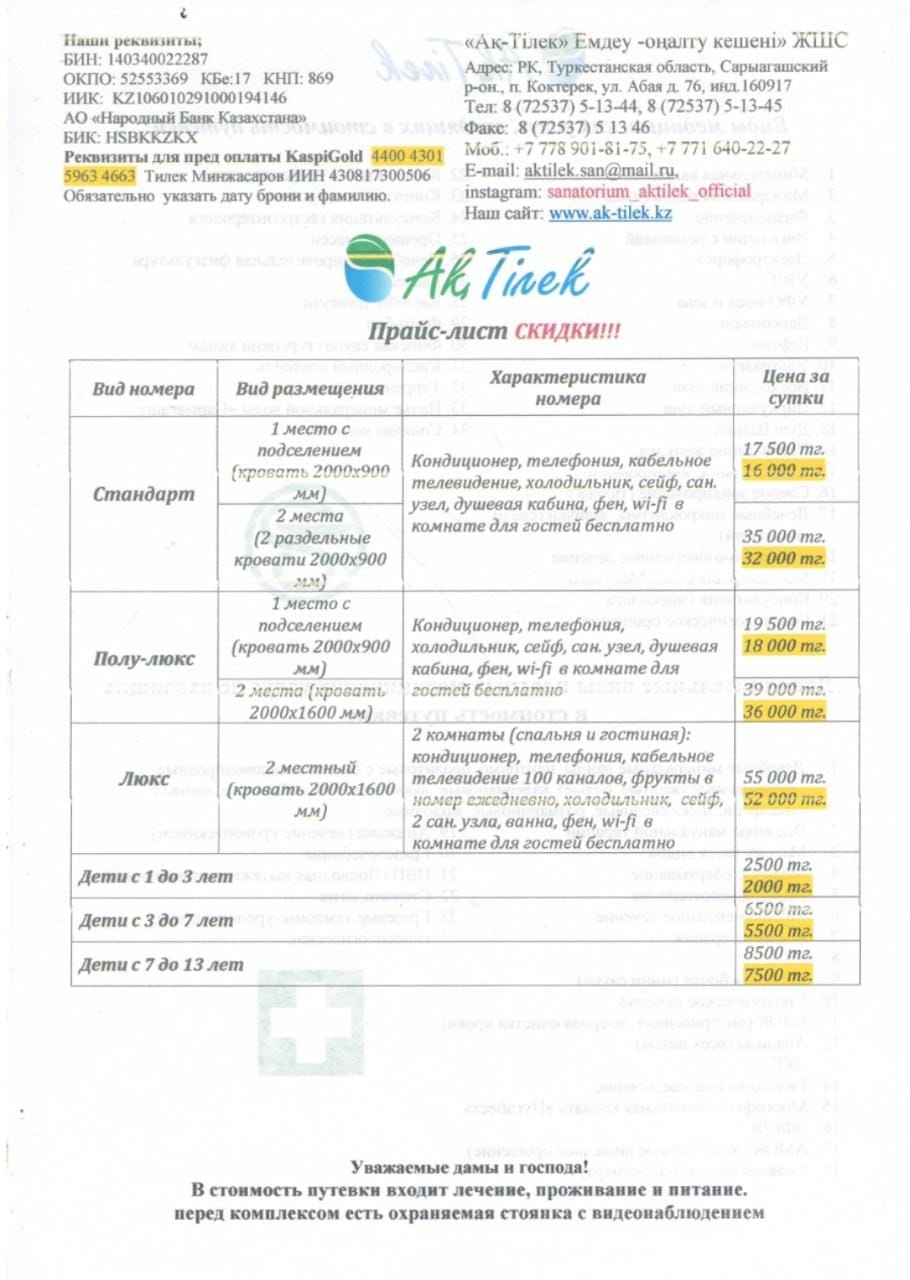 Наши реквизиты;
БИН: 140340022287
ОКПО: 52553369 КБе:17 КНП: 869
ИИК: KZ106010291000194146
АО «Народный Банк Казахстана»
БИК: HSBKKZKX
Реквизиты для пред оплаты KaspiGold 4400 4301
5963 4663 Тилек Минжасаров ИИН 430817300506
Обязательно указать дату брони и фамилию.
«Ақ-Тілек» Емдеу -оңалту кешені» ЖШС
Адрес: РК, Туркестанская область, Сарыагашский
р-он., п. Коктерек, ул. Абая д. 76, инд.160917
Тел: 8 (72537) 5-13-44, 8 (72537) 5-13-45
Факс: 8 (72537) 5 13 46
Моб.: +7 778 901-81-75, +7 771 640-22-27
E-mail: aktilek.san@mail.ru,
instagram: sanatorium_aktilek_official
Наш сайт: www.ak-tilek.kz
Ақ Тілек
Прайс-лист СКИДКИ!!!
Вид номера
Вид размещения
Характеристика
номера
Цена за
сутки
Стандарт
1 место с
подселением
(кровать 2000х900
мм)
2 места
(2 раздельные
кровати 2000х900
мм)
Кондиционер, телефония, кабельное
телевидение, холодильник, сейф, сан.
узел, душевая кабина, фен, wi-fi в
комнате для гостей бесплатно
17 500 тг.
16 000 тг.
35 000 тг.
32 000 тг.
Полу-люкс
1 место с
подселением
(кровать 2000х900
мм)
2 места (кровать
2000х1600 мм)
Кондиционер, телефония,
холодильник, сейф, сан. узел, душевая
кабина, фен, wi-fi в комнате для
гостей бесплатно
19 500 тг.
18 000 тг.
39 000 тг.
36 000 тг.
Люкс
2 местный
(кровать 2000х1600
мм)
2 комнаты (спальня и гостиная):
кондиционер, телефония, кабельное
телевидение 100 каналов, фрукты в
номер ежедневно, холодильник, сейф,
2 сан. узла, ванна, фен, wi-fi в
комнате для гостей бесплатно
55 000 тг.
52 000 тг.
Дети с 1 до 3 лет
2500 тг.
2000 тг.
Дети с 3 до 7 лет
6500 тг.
5500 тг.
Дети с 7 до 13 лет
8500 тг.
7500 тг.
Уважаемые дамы и господа!
В стоимость путевки входит лечение, проживание и питание.
перед комплексом есть охраняемая стоянка с видеонаблюдением